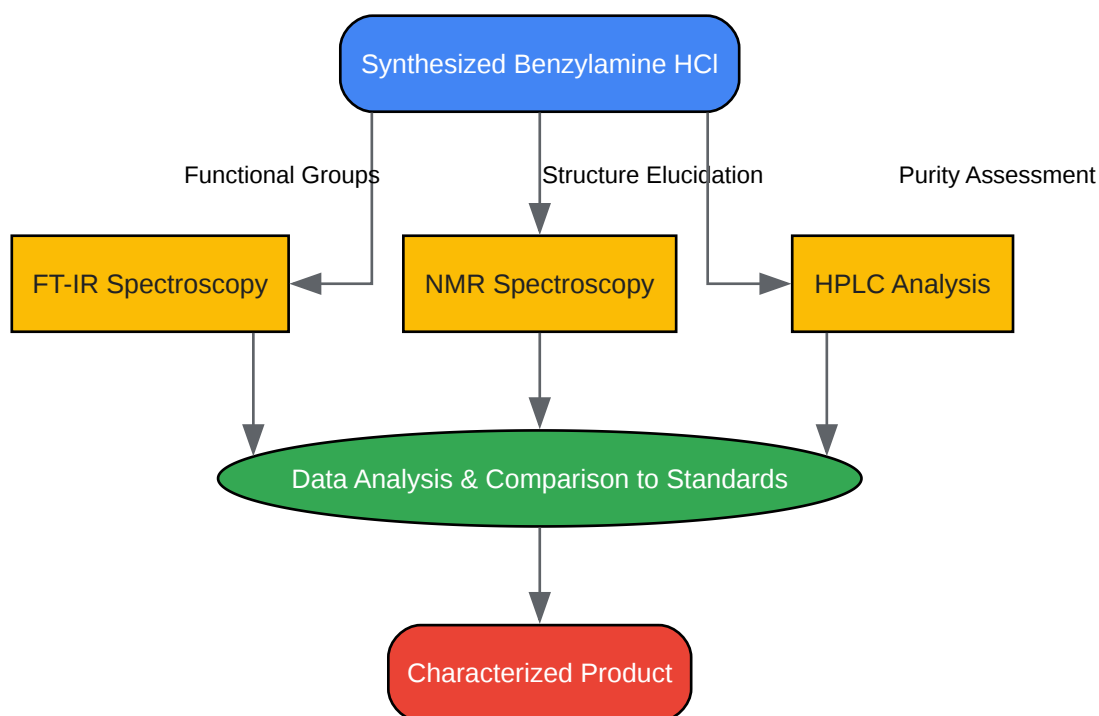 Synthesized Benzylamine HCl
Functional Groups
Structure Elucidation
Purity Assessment
FT-IR Spectroscopy
NMR Spectroscopy
HPLC Analysis
Data Analysis & Comparison to Standards
Characterized Product